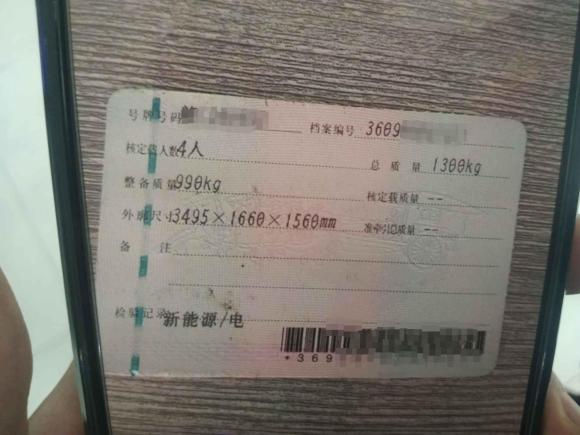 号牌号码 档案编号 3609
核定载人数 4人 总质量 1300kg
整备质量 990kg 核定载质量 --
外廓尺寸 3495×1660×1560mm 准牵引总质量 --
备注
检验记录 新能源/电
*369